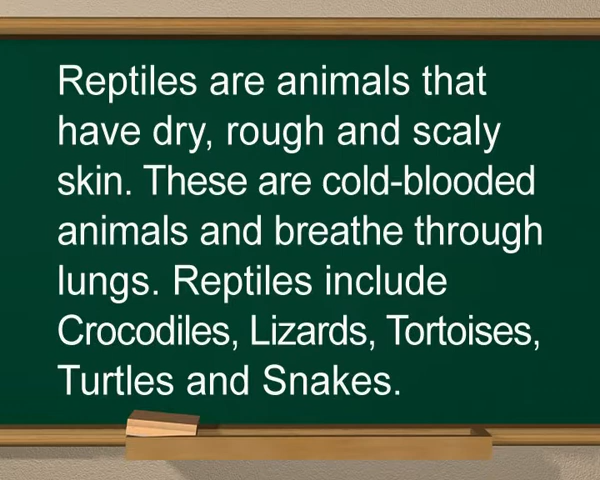 Reptiles are animals that
have dry, rough and scaly
skin. These are cold-blooded
animals and breathe through
lungs. Reptiles include
Crocodiles, Lizards, Tortoises,
Turtles and Snakes.